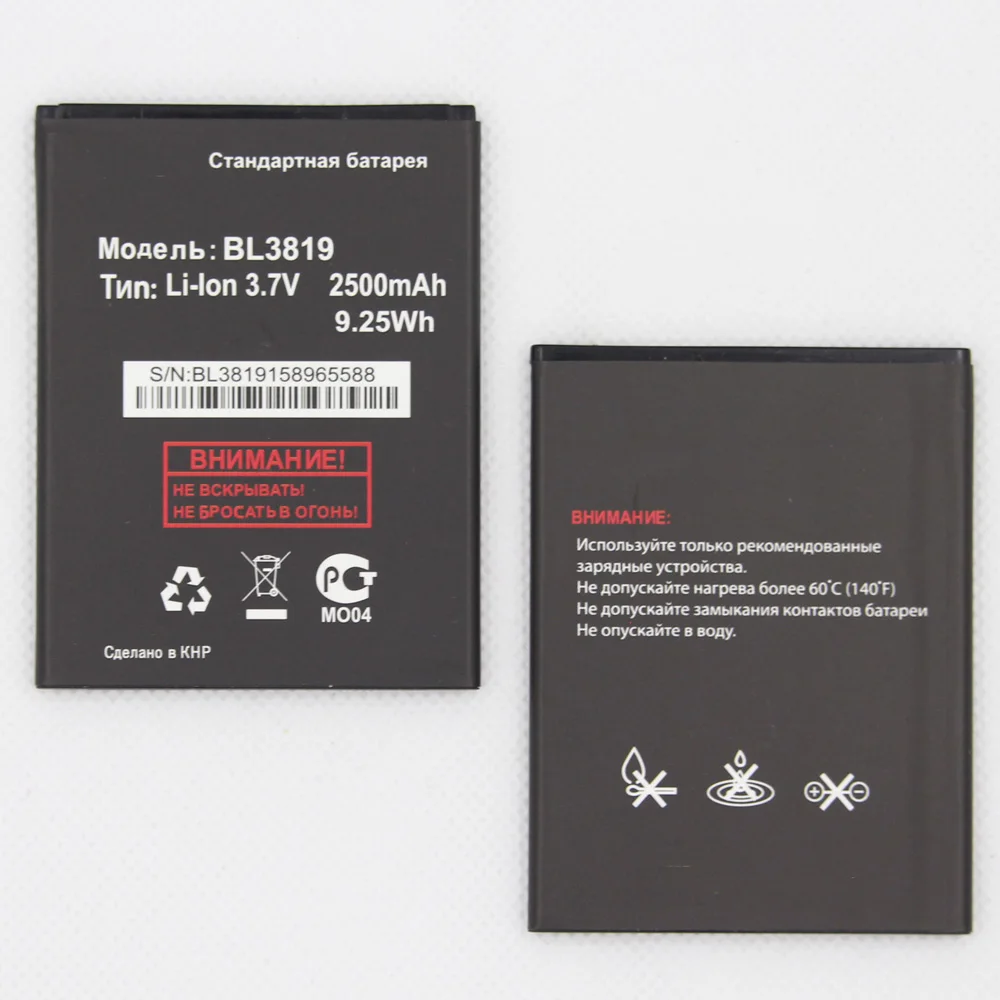 Стандартная батарея
Модель: BL3819
Тип: Li-Ion 3.7V 2500mAh
9.25Wh
S/N:BL3819158965588
ВНИМАНИЕ!
НЕ ВСКРЫВАТЬ!
НЕ БРОСАТЬ В ОГОНЬ!
РСТ
МО04
Сделано в КНР
ВНИМАНИЕ:
Используйте только рекомендованные
зарядные устройства.
Не допускайте нагрева более 60°C (140°F)
Не допускайте замыкания контактов батареи
Не опускайте в воду.